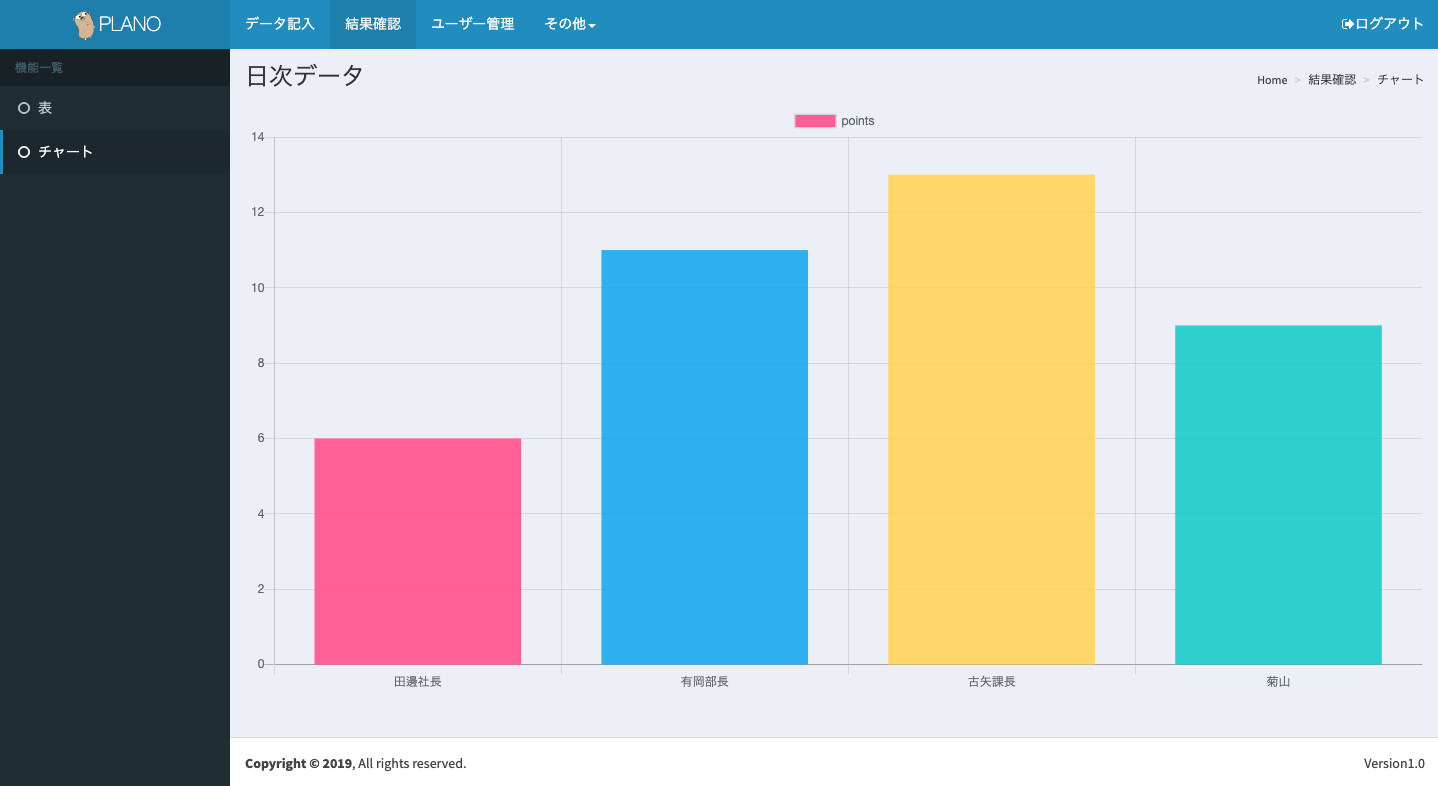 PLANO
データ記入
結果確認
ユーザー管理
その他
ログアウト
機能一覧
表
チャート
日次データ
Home > 結果確認 > チャート
points
14
12
10
8
6
4
2
0
田邊社長
有岡部長
古矢課長
菊山
Copyright © 2019, All rights reserved.
Version1.0